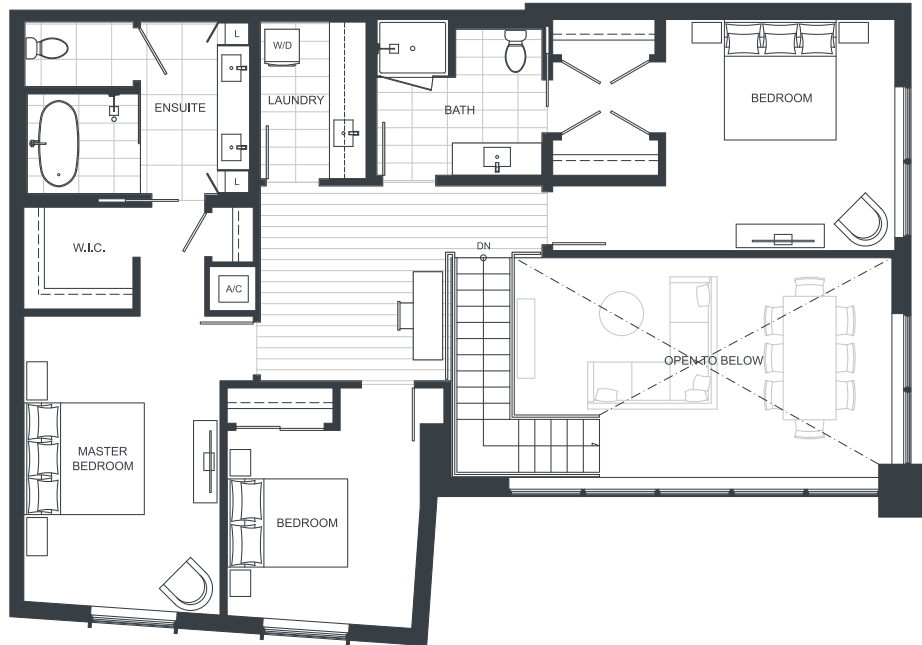 L
W/D
ENSUITE
LAUNDRY
BATH
BEDROOM
L
W.I.C.
DN
A/C
OPEN TO BELOW
MASTER
BEDROOM
BEDROOM